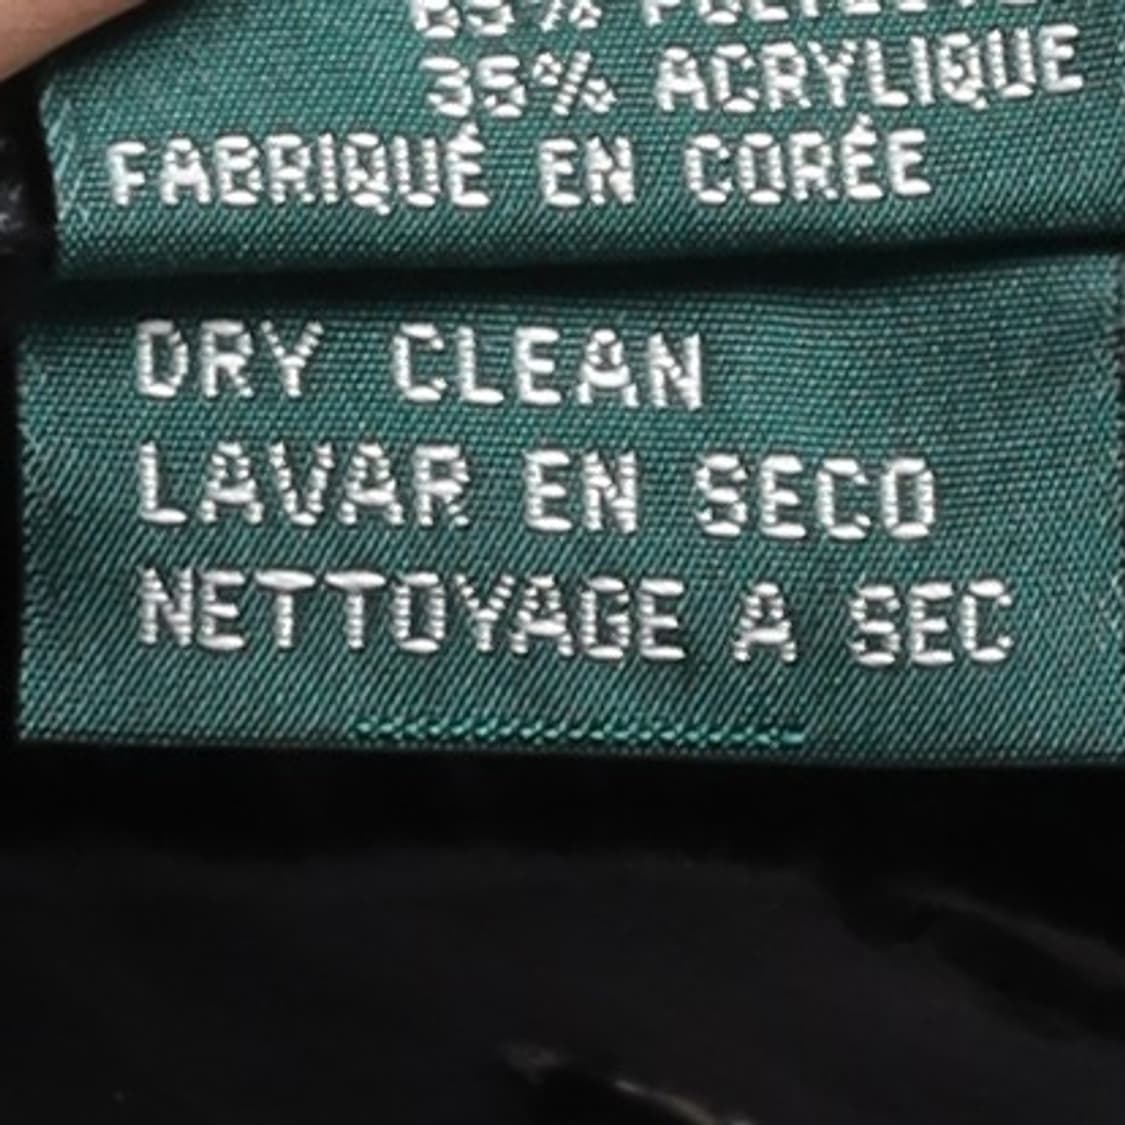 35% ACRYLIQUE
FABRIQUÉ EN CORÉE
DRY CLEAN
LAVAR EN SECO
NETTOYAGE A SEC